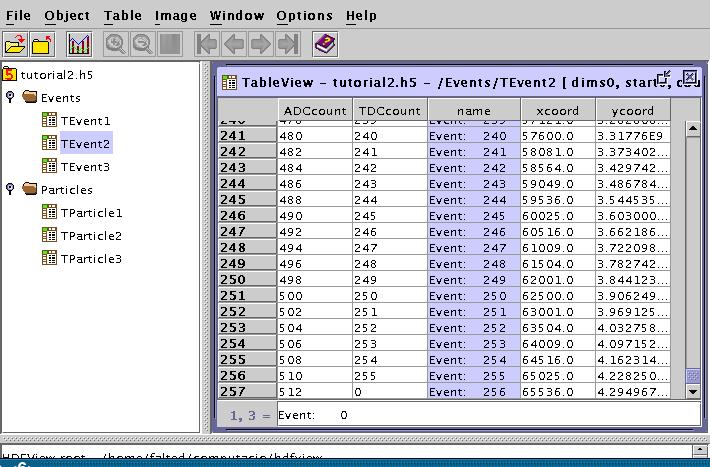 File Object Table Image Window Options Help
tutorial2.h5
Events
TEvent1
TEvent2
TEvent3
Particles
TParticle1
TParticle2
TParticle3
TableView - tutorial2.h5 - /Events/TEvent2 [ dims0, start
ADCcount TDCcount name xcoord ycoord
241 480 240 Event: 240 57600.0 3.31776E9
242 482 241 Event: 241 58081.0 3.373402...
243 484 242 Event: 242 58564.0 3.429742...
244 486 243 Event: 243 59049.0 3.486784...
245 488 244 Event: 244 59536.0 3.544535...
246 490 245 Event: 245 60025.0 3.603000...
247 492 246 Event: 246 60516.0 3.662186...
248 494 247 Event: 247 61009.0 3.722098...
249 496 248 Event: 248 61504.0 3.782742...
250 498 249 Event: 249 62001.0 3.844123...
251 500 250 Event: 250 62500.0 3.906249...
252 502 251 Event: 251 63001.0 3.969125...
253 504 252 Event: 252 63504.0 4.032758...
254 506 253 Event: 253 64009.0 4.097152...
255 508 254 Event: 254 64516.0 4.162314...
256 510 255 Event: 255 65025.0 4.228250...
257 512 0 Event: 256 65536.0 4.294967...
1, 3 = Event: 0